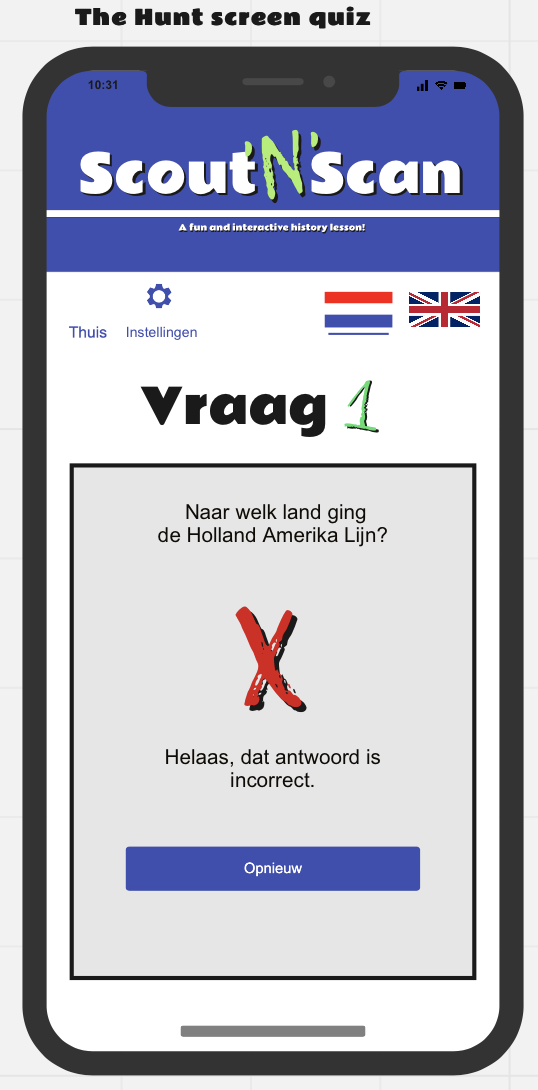 The Hunt screen quiz
10:31
Scout'N'Scan
A fun and interactive history lesson!
Thuis
Instellingen
Vraag 1
Naar welk land ging
de Holland Amerika Lijn?
X
Helaas, dat antwoord is
incorrect.
Opnieuw